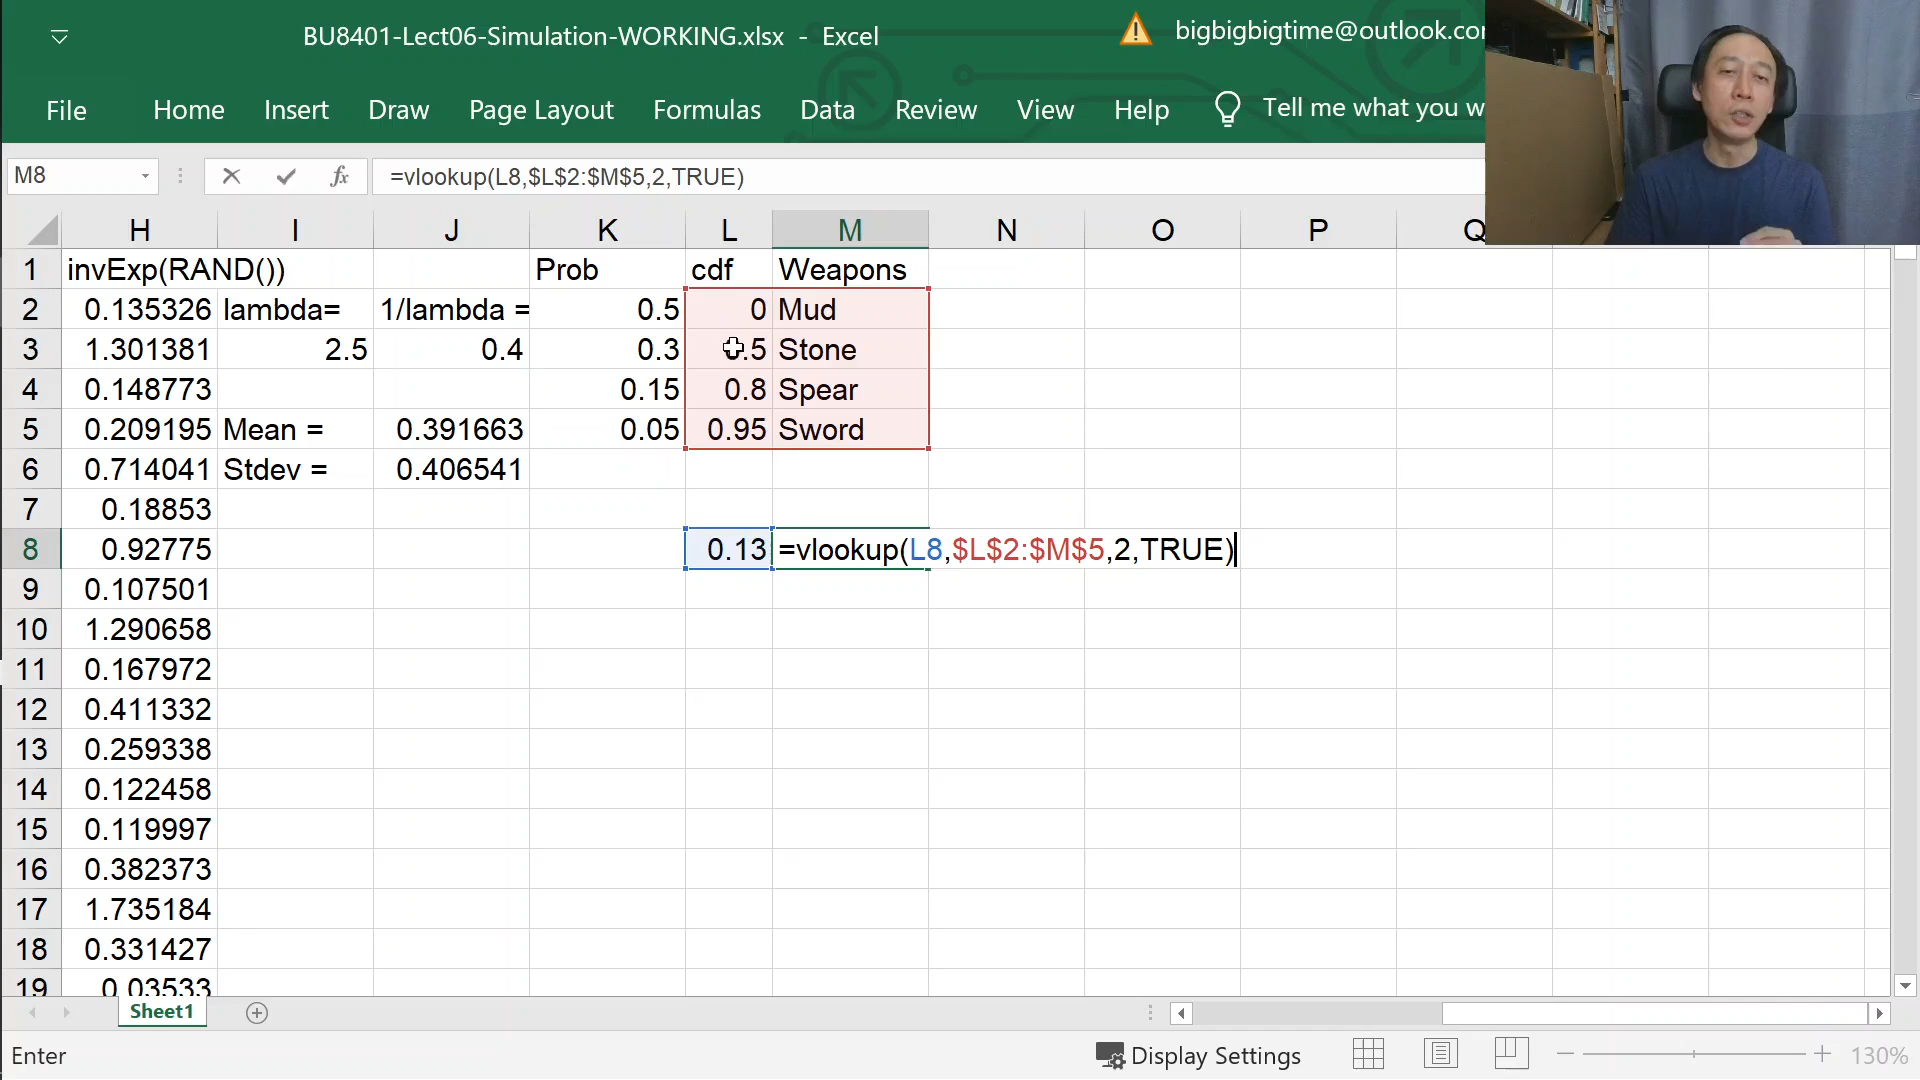 BU8401-Lect06-Simulation-WORKING.xlsx - Excel
bigbigbigtime@outlook.co
File Home Insert Draw Page Layout Formulas Data Review View Help Tell me what you w
M8 fx =vlookup(L8,$L$2:$M$5,2,TRUE)
H I J K L M N O P Q
1 invExp(RAND()) Prob cdf Weapons
2 0.135326 lambda= 1/lambda = 0.5 0 Mud
3 1.301381 2.5 0.4 0.3 0.5 Stone
4 0.148773 0.15 0.8 Spear
5 0.209195 Mean = 0.391663 0.05 0.95 Sword
6 0.714041 Stdev = 0.406541
7 0.18853
8 0.92775 0.13 =vlookup(L8,$L$2:$M$5,2,TRUE)
9 0.107501
10 1.290658
11 0.167972
12 0.411332
13 0.259338
14 0.122458
15 0.119997
16 0.382373
17 1.735184
18 0.331427
19 0.03533
Sheet1
Enter Display Settings 130%